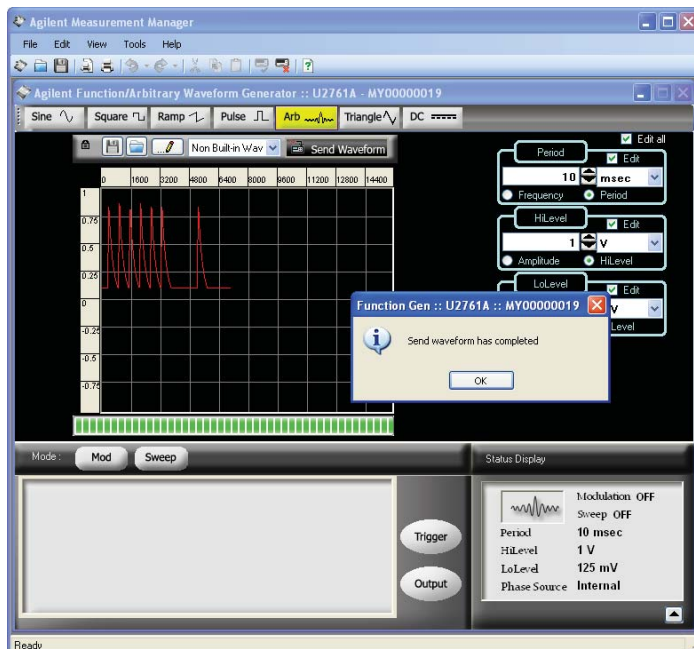 Agilent Measurement Manager
File Edit View Tools Help
Agilent Function/Arbitrary Waveform Generator :: U2761A - MY00000019
Sine Square Ramp Pulse Arb Triangle DC
Non Built-in Wav Send Waveform
Edit all
0 1600 3200 4800 6400 8000 9600 11200 12800 14400
1
0.75
0.5
0.25
0
-0.25
-0.5
-0.75
Period Edit
10 msec
Frequency Period
HiLevel Edit
1 V
Amplitude HiLevel
LoLevel Edit
V
Level
Function Gen :: U2761A :: MY00000019
Send waveform has completed
OK
Mode : Mod Sweep
Trigger
Output
Status Display
Modulation OFF
Sweep OFF
Period 10 msec
HiLevel 1 V
LoLevel 125 mV
Phase Source Internal
Ready